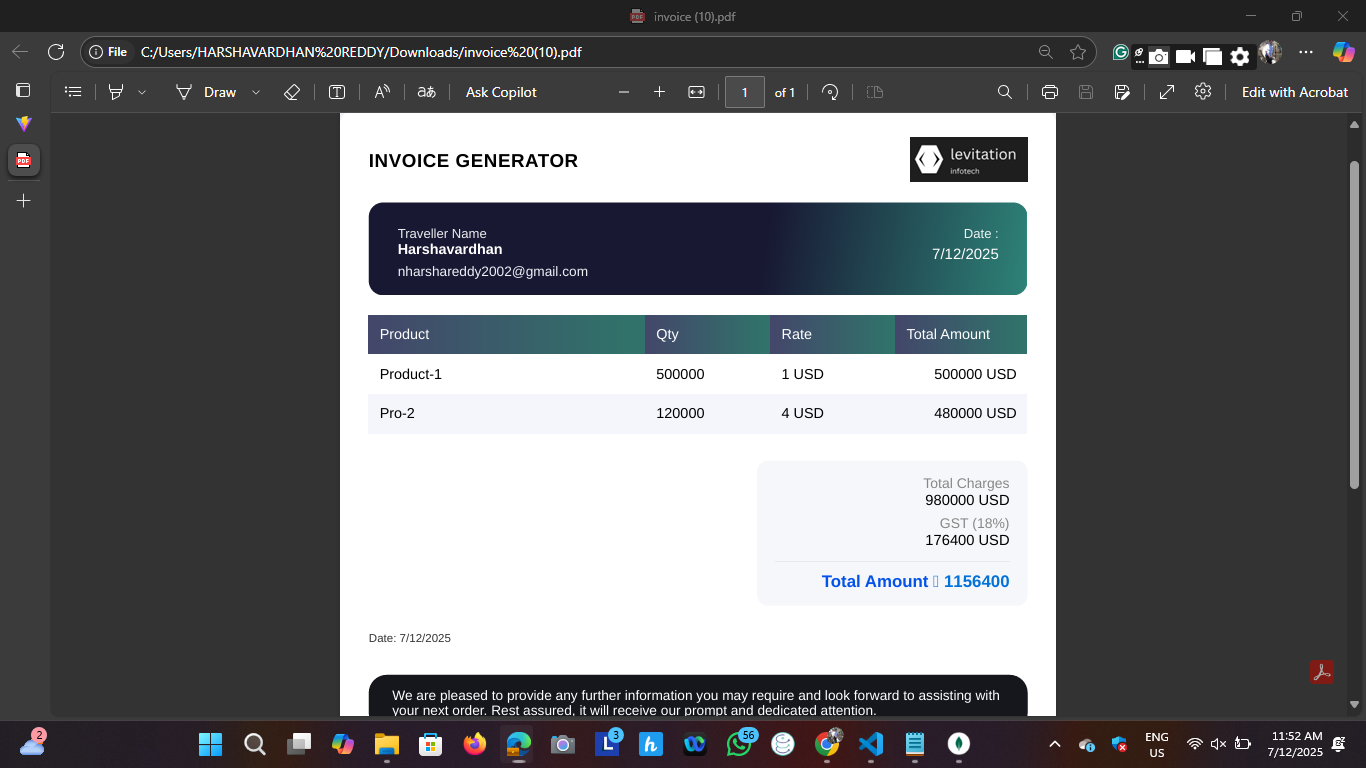 invoice (10).pdf
File C:/Users/HARSHAVARDHAN%20REDDY/Downloads/invoice%20(10).pdf
Draw
Ask Copilot
1 of 1
Edit with Acrobat
INVOICE GENERATOR
levitation
infotech
Traveller Name
Date :
Harshavardhan
7/12/2025
nharshareddy2002@gmail.com
Product Qty Rate Total Amount
Product-1 500000 1 USD 500000 USD
Pro-2 120000 4 USD 480000 USD
Total Charges
980000 USD
GST (18%)
176400 USD
Total Amount 1156400
Date: 7/12/2025
We are pleased to provide any further information you may require and look forward to assisting with
your next order. Rest assured, it will receive our prompt and dedicated attention.
2
3
56
ENG
US
11:52 AM
7/12/2025